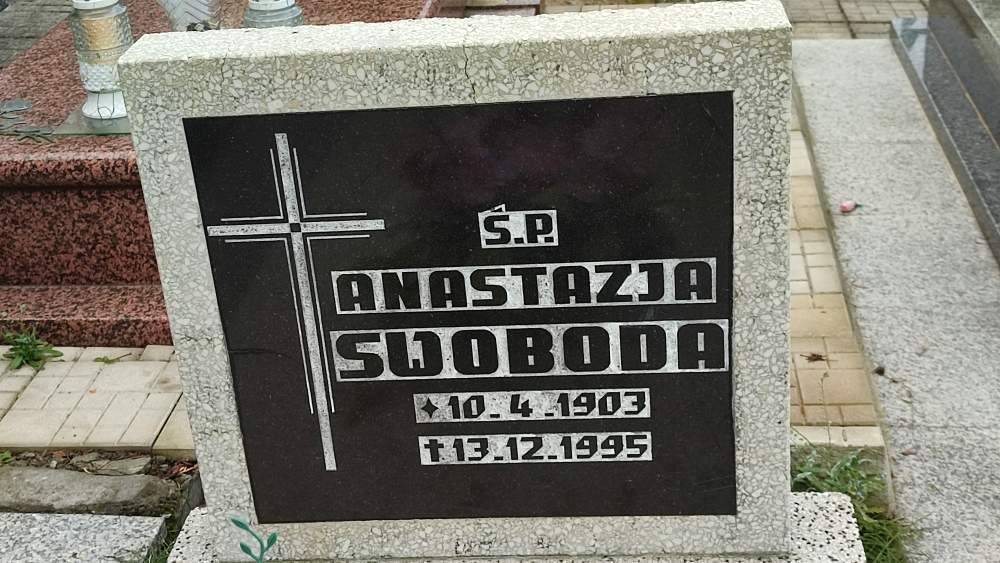 Ś.P.
ANASTAZJA
SWOBODA
✦10.4.1903
✝13.12.1995